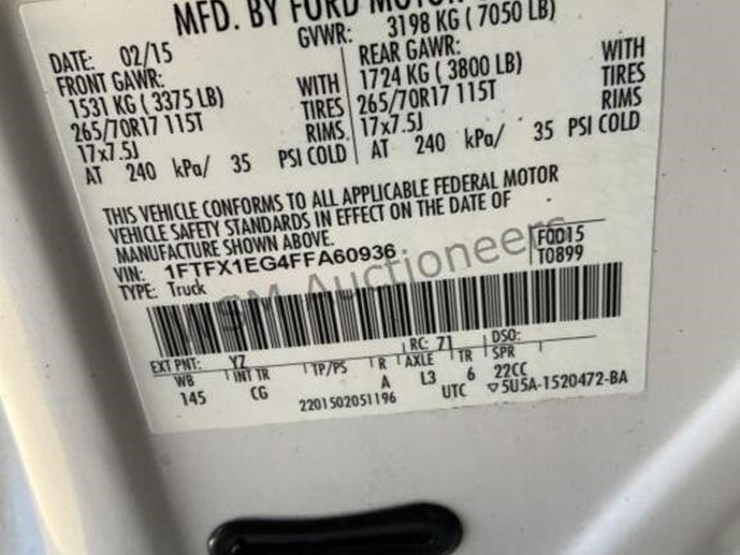 MFD. BY FORD MOTOR
DATE: 02/15 GVWR: 3198 KG ( 7050 LB)
FRONT GAWR: REAR GAWR:
1531 KG ( 3375 LB) WITH 1724 KG ( 3800 LB) WITH
265/70R17 115T TIRES 265/70R17 115T TIRES
17x7.5J RIMS 17x7.5J RIMS
AT 240 kPa/ 35 PSI COLD AT 240 kPa/ 35 PSI COLD
THIS VEHICLE CONFORMS TO ALL APPLICABLE FEDERAL MOTOR
VEHICLE SAFETY STANDARDS IN EFFECT ON THE DATE OF
MANUFACTURE SHOWN ABOVE.
VIN: 1FTFX1EG4FFA60936 F0015
TYPE: Truck T0899
Auctioneers
EXT PNT: YZ RC: 71 DSO:
WB INT TR TP/PS R AXLE TR SPR
145 CG A L3 6 22CC
2201502051196 UTC ▽5U5A-1520472-BA